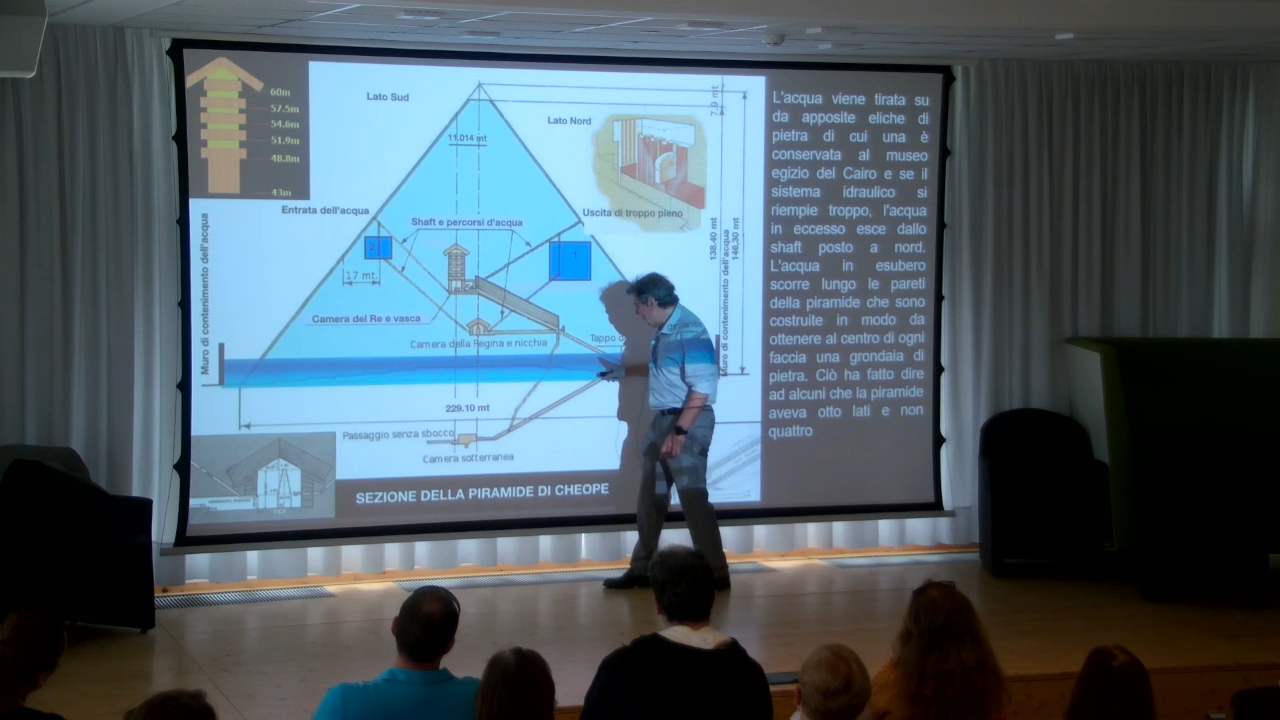 60m
57.5m
54.6m
51.9m
48.8m
43m
Lato Sud
Lato Nord
11.014 mt
7,9 mt
Entrata dell'acqua
Shaft e percorsi d'acqua
Uscita di troppo pieno
2
1
17 mt.
Camera del Re e vasca
Camera della Regina e nicchia
Tappo
Muro di contenimento dell'acqua
138.40 mt
146,30 mt
Muro di contenimento dell'acqua
229.10 mt
Passaggio senza sbocco
Camera sotterranea
SEZIONE DELLA PIRAMIDE DI CHEOPE
L'acqua viene tirata su
da apposite eliche di
pietra di cui una è
conservata al museo
egizio del Cairo e se il
sistema idraulico si
riempie troppo, l'acqua
in eccesso esce dallo
shaft posto a nord.
L'acqua in esubero
scorre lungo le pareti
della piramide che sono
costruite in modo da
ottenere al centro di ogni
faccia una grondaia di
pietra. Ciò ha fatto dire
ad alcuni che la piramide
aveva otto lati e non
quattro